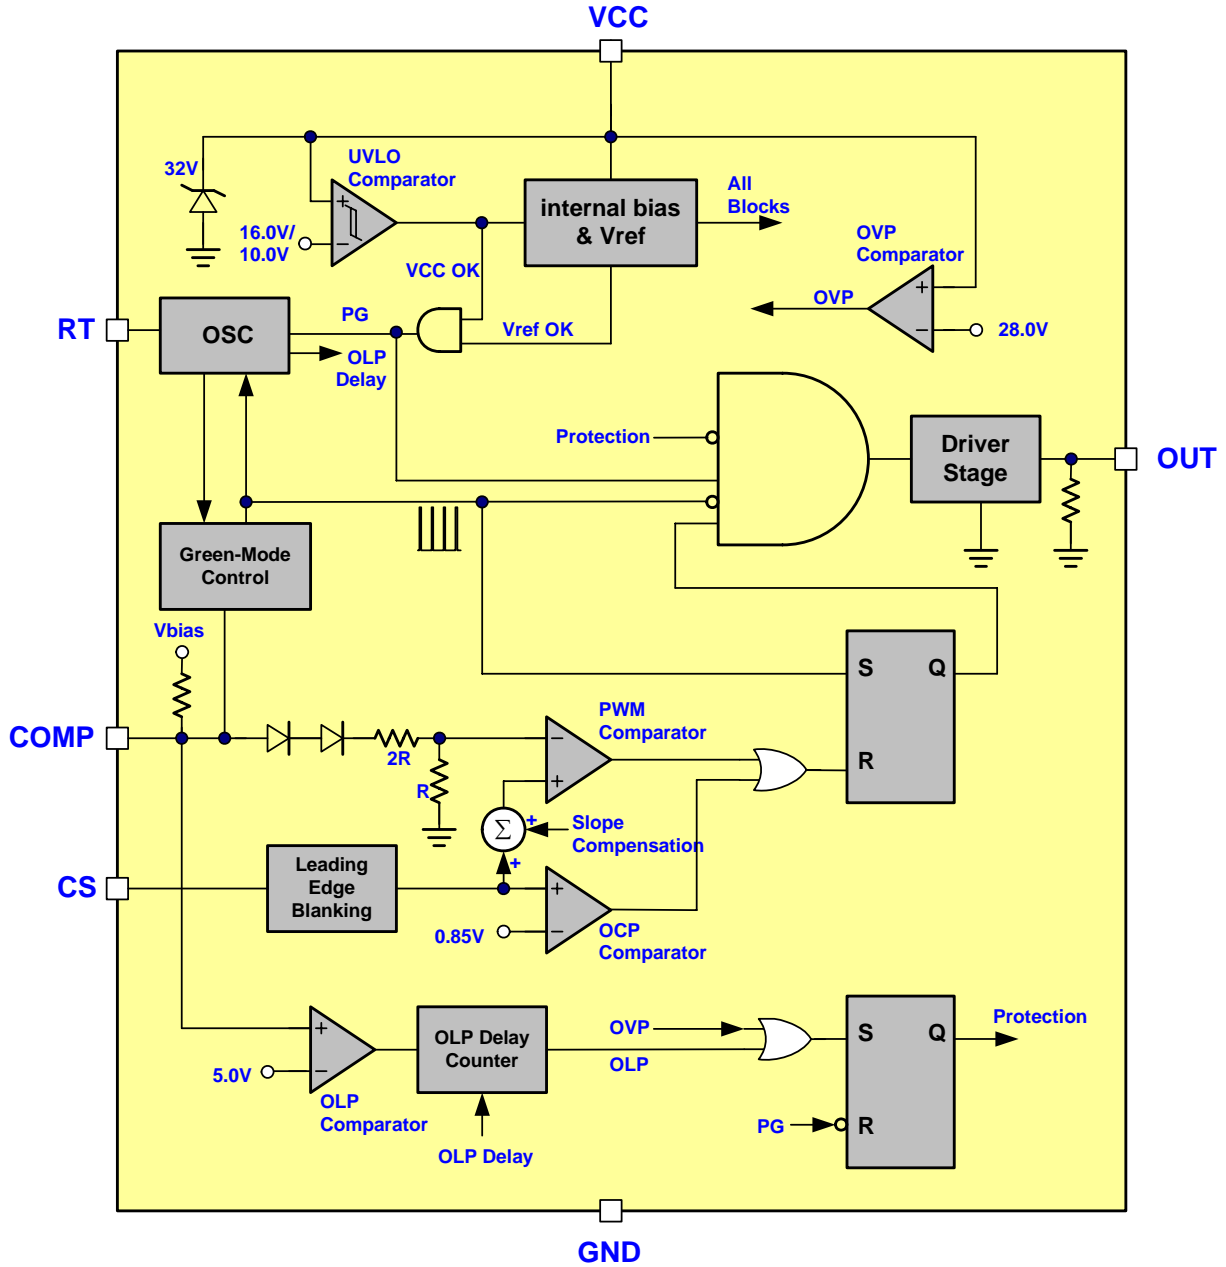 VCC
32V
UVLO
Comparator
+
−
16.0V/
10.0V
internal bias
& Vref
All
Blocks
VCC OK
OVP
Comparator
+
−
OVP
28.0V
RT
OSC
PG
Vref OK
OLP
Delay
Protection
Driver
Stage
OUT
Green-Mode
Control
Vbias
S
Q
R
COMP
2R
R
PWM
Comparator
−
+
Σ
+
+
Slope
Compensation
CS
Leading
Edge
Blanking
+
−
0.85V
OCP
Comparator
+
−
5.0V
OLP
Comparator
OLP Delay
Counter
OLP Delay
OVP
OLP
S
Q
R
PG
Protection
GND